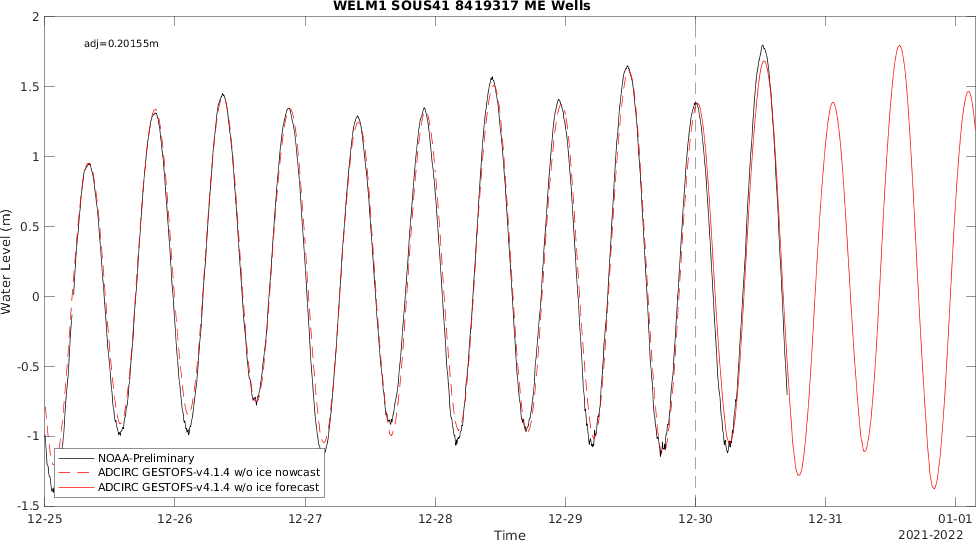 WELM1 SOUS41 8419317 ME Wells
adj=0.20155m
2
1.5
1
0.5
0
-0.5
-1
-1.5
Water Level (m)
NOAA-Preliminary
ADCIRC GESTOFS-v4.1.4 w/o ice nowcast
ADCIRC GESTOFS-v4.1.4 w/o ice forecast
12-25 12-26 12-27 12-28 12-29 12-30 12-31 01-01
Time
2021-2022